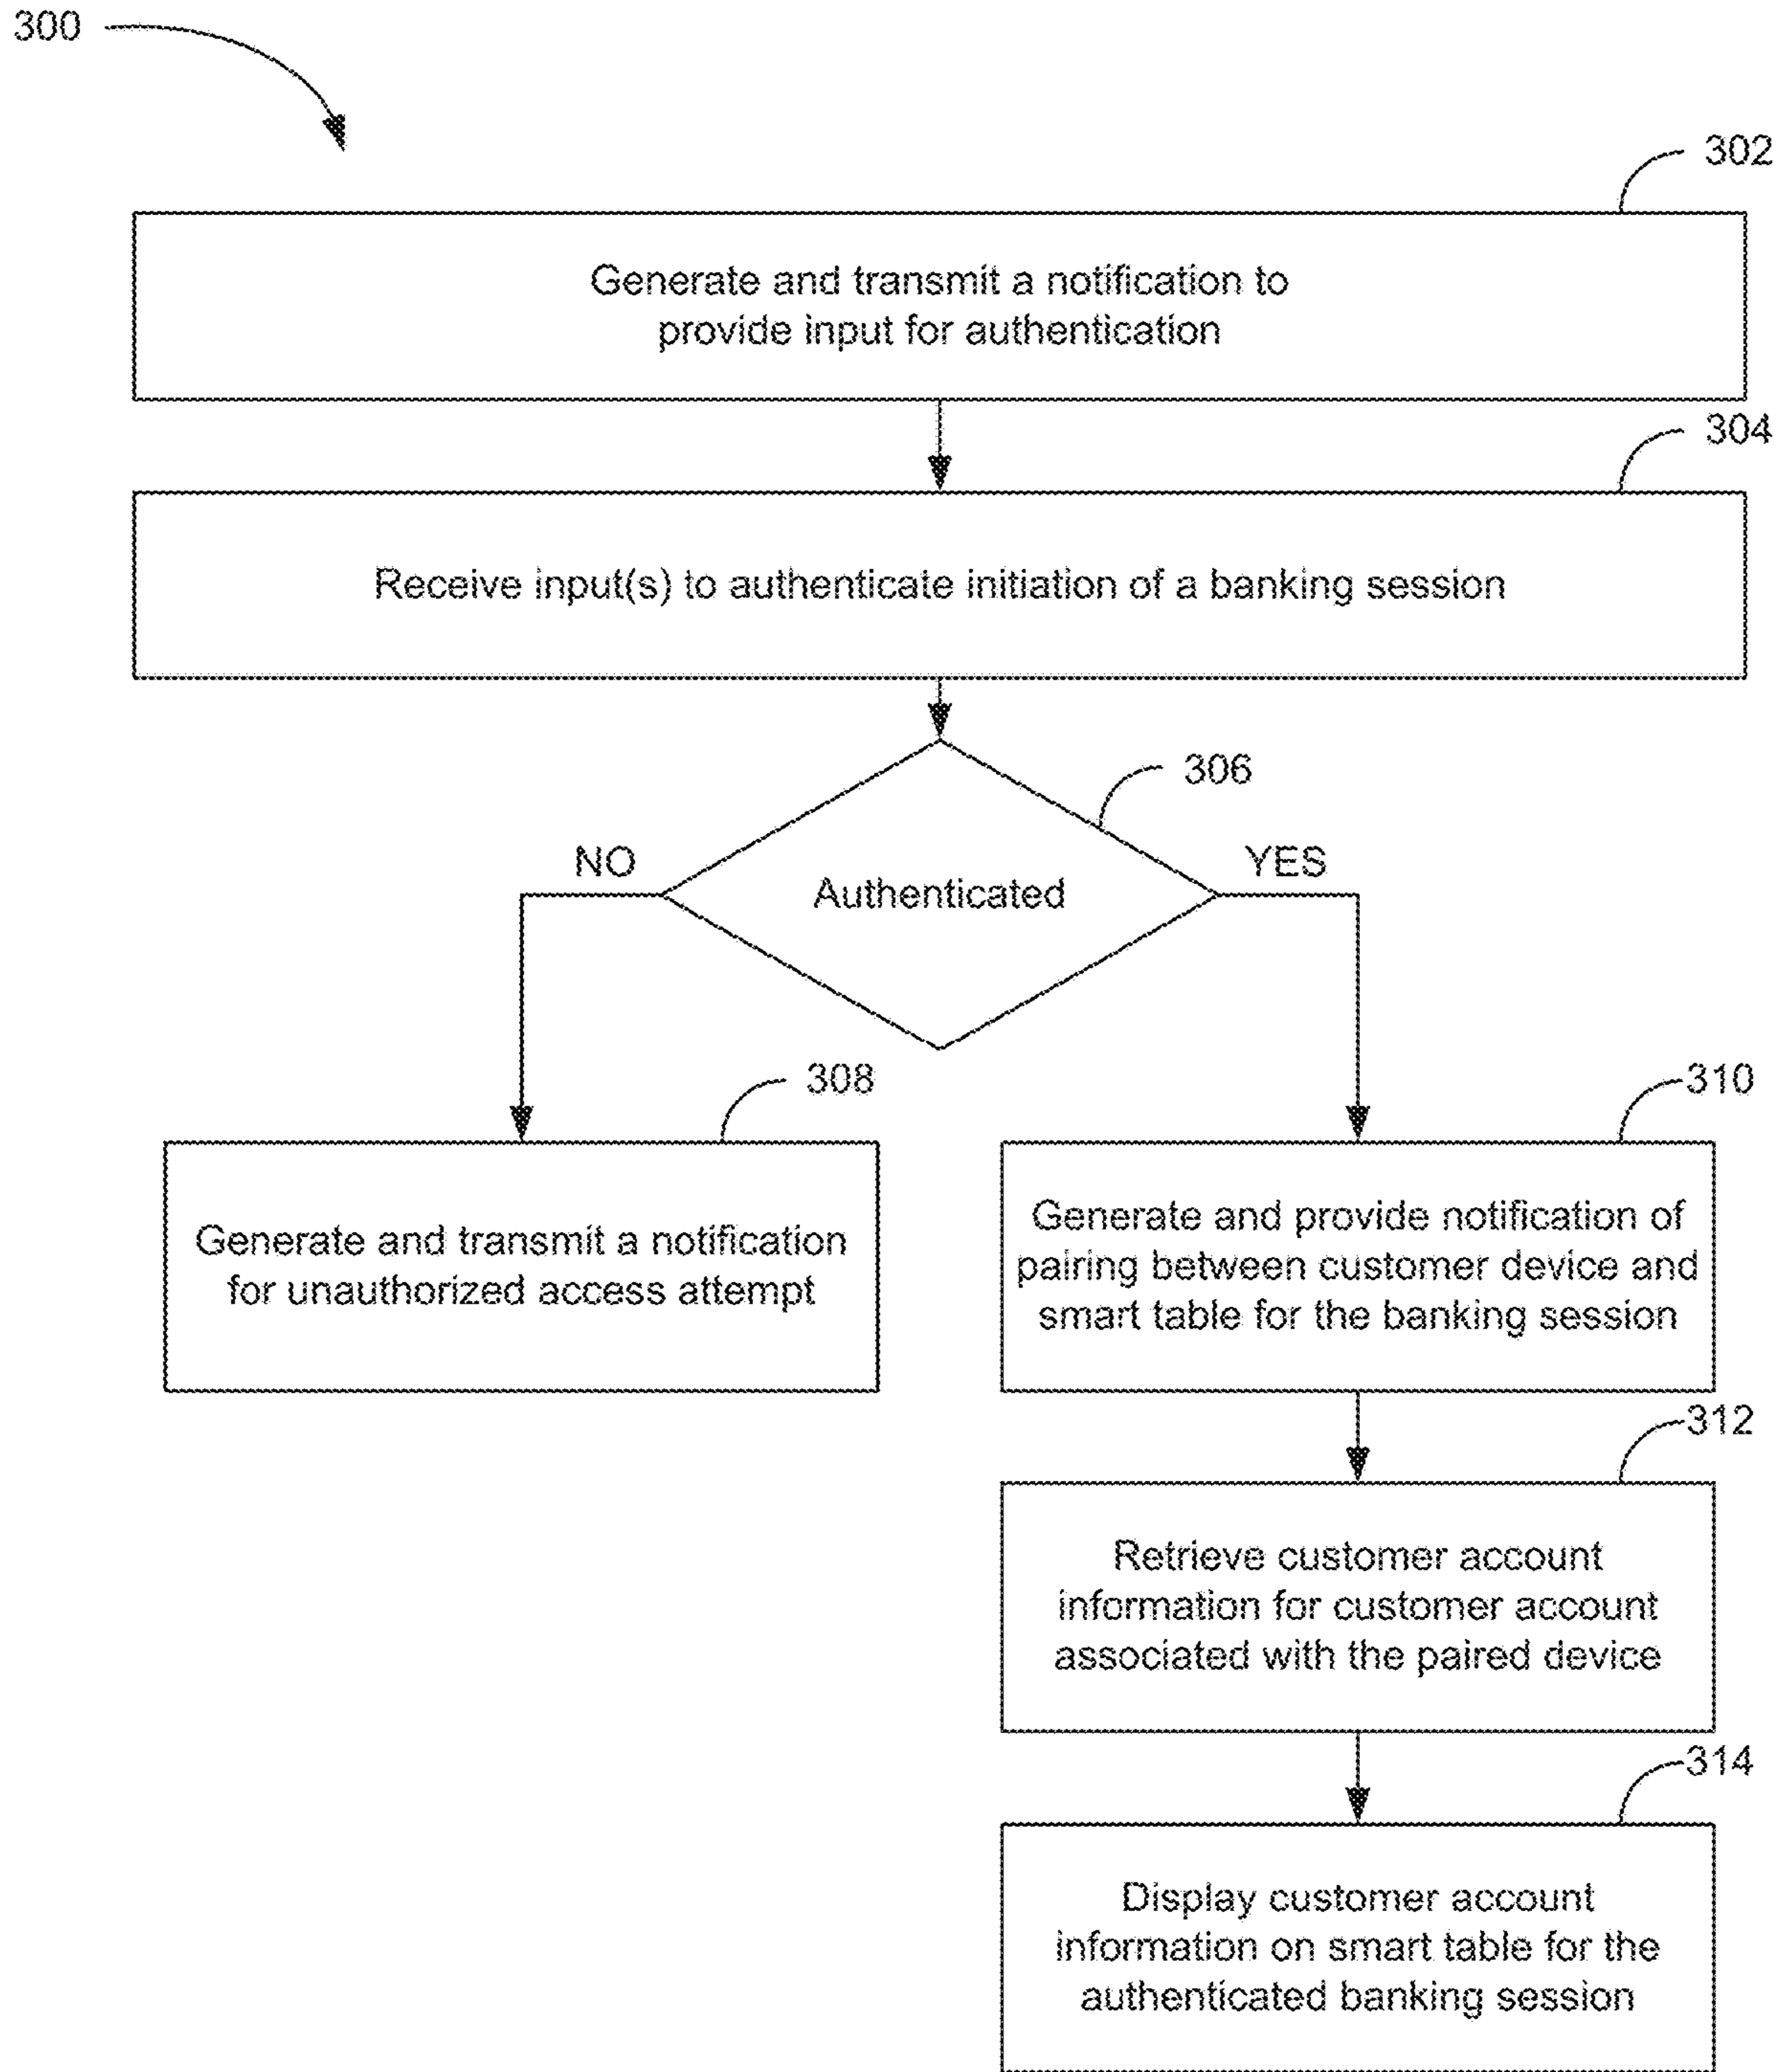 300
302
Generate and transmit a notification to
provide input for authentication
304
Receive input(s) to authenticate initiation of a banking session
306
NO
YES
Authenticated
308
310
Generate and transmit a notification
for unauthorized access attempt
Generate and provide notification of
pairing between customer device and
smart table for the banking session
312
Retrieve customer account
information for customer account
associated with the paired device
314
Display customer account
information on smart table for the
authenticated banking session